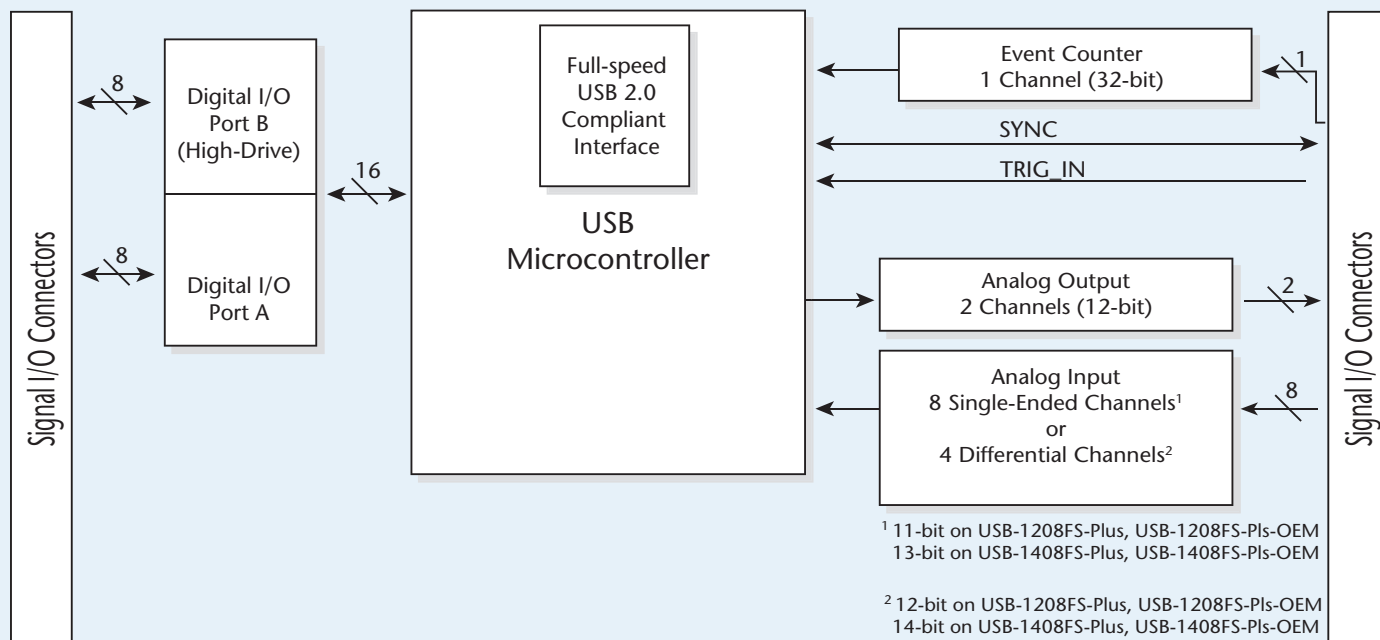 Signal I/O Connectors
8
Digital I/O
Port B
(High-Drive)
8
Digital I/O
Port A
16
Full-speed
USB 2.0
Compliant
Interface
USB
Microcontroller
Event Counter
1 Channel (32-bit)
1
SYNC
TRIG_IN
Analog Output
2 Channels (12-bit)
2
Analog Input
8 Single-Ended Channels¹
or
4 Differential Channels²
8
Signal I/O Connectors
¹ 11-bit on USB-1208FS-Plus, USB-1208FS-Pls-OEM
13-bit on USB-1408FS-Plus, USB-1408FS-Pls-OEM
² 12-bit on USB-1208FS-Plus, USB-1208FS-Pls-OEM
14-bit on USB-1408FS-Plus, USB-1408FS-Pls-OEM